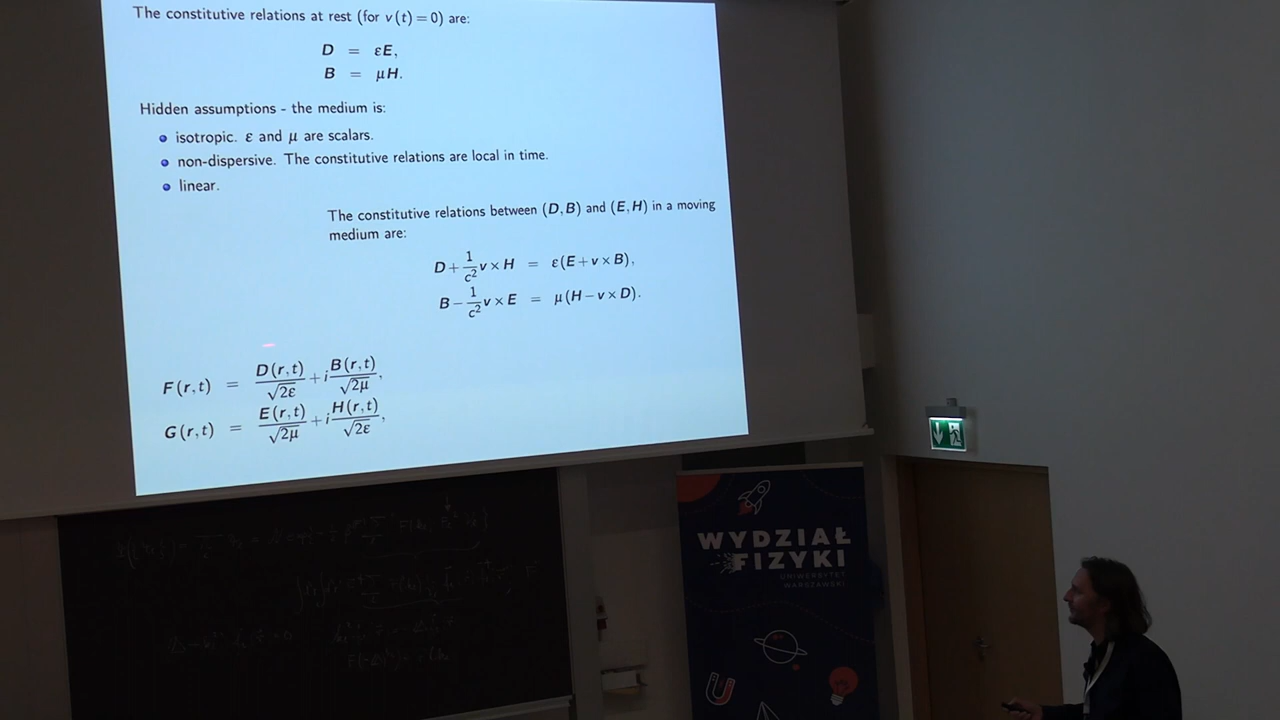 The constitutive relations at rest (for v(t) = 0) are:
D = εE,
B = μH.
Hidden assumptions - the medium is:
isotropic. ε and μ are scalars.
non-dispersive. The constitutive relations are local in time.
linear.
The constitutive relations between (D,B) and (E,H) in a moving
medium are:
D + 1/c² v × H = ε(E + v × B),
B − 1/c² v × E = μ(H − v × D).
F(r,t) = D(r,t)/√2ε + i B(r,t)/√2μ,
G(r,t) = E(r,t)/√2μ + i H(r,t)/√2ε,
WYDZIAŁ
FIZYKI
UNIWERSYTET
WARSZAWSKI